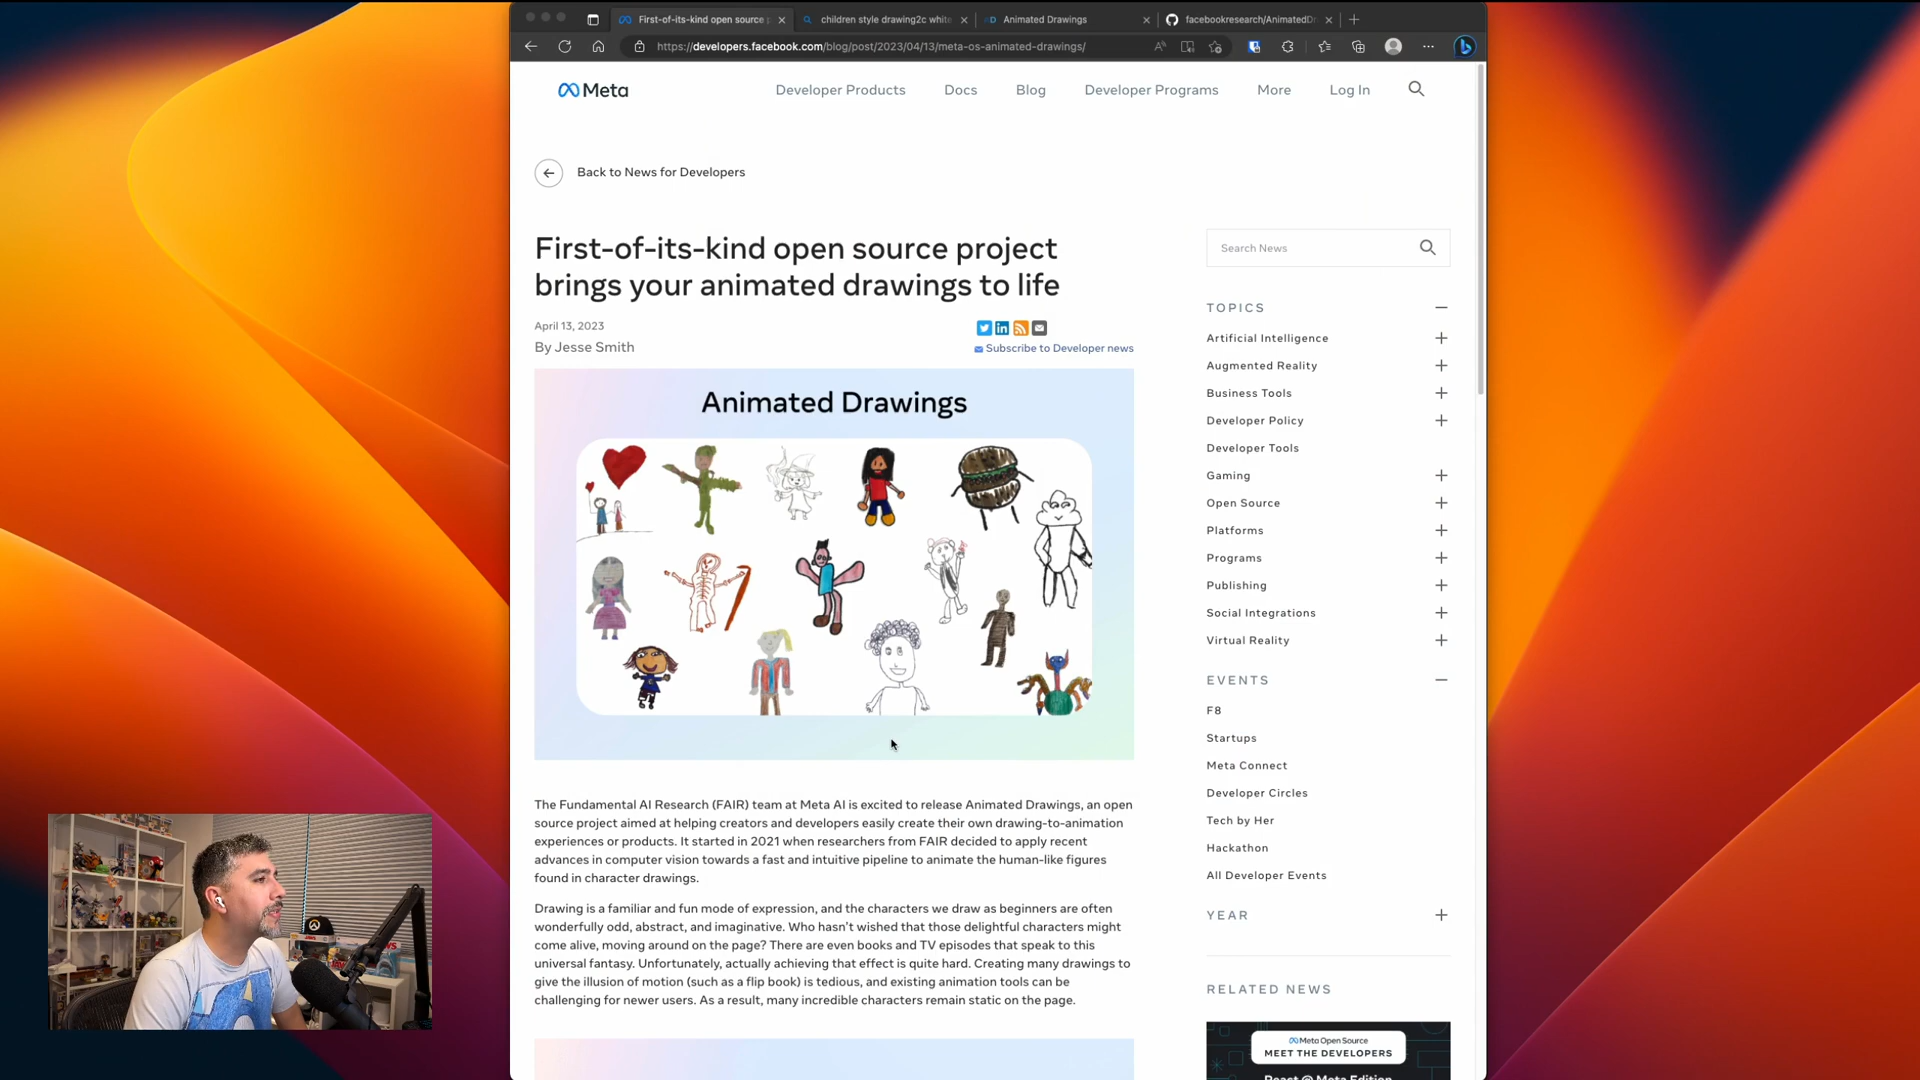 First-of-its-kind open source p
children style drawing2c white
Animated Drawings
facebookresearch/AnimatedDr
https://developers.facebook.com/blog/post/2023/04/13/meta-os-animated-drawings/
Meta
Developer Products
Docs
Blog
Developer Programs
More
Log In
Back to News for Developers
First-of-its-kind open source project
brings your animated drawings to life
April 13, 2023
By Jesse Smith
Subscribe to Developer news
Animated Drawings
The Fundamental AI Research (FAIR) team at Meta AI is excited to release Animated Drawings, an open
source project aimed at helping creators and developers easily create their own drawing-to-animation
experiences or products. It started in 2021 when researchers from FAIR decided to apply recent
advances in computer vision towards a fast and intuitive pipeline to animate the human-like figures
found in character drawings.
Drawing is a familiar and fun mode of expression, and the characters we draw as beginners are often
wonderfully odd, abstract, and imaginative. Who hasn't wished that those delightful characters might
come alive, moving around on the page? There are even books and TV episodes that speak to this
universal fantasy. Unfortunately, actually achieving that effect is quite hard. Creating many drawings to
give the illusion of motion (such as a flip book) is tedious, and existing animation tools can be
challenging for newer users. As a result, many incredible characters remain static on the page.
Search News
TOPICS
Artificial Intelligence
Augmented Reality
Business Tools
Developer Policy
Developer Tools
Gaming
Open Source
Platforms
Programs
Publishing
Social Integrations
Virtual Reality
EVENTS
F8
Startups
Meta Connect
Developer Circles
Tech by Her
Hackathon
All Developer Events
YEAR
RELATED NEWS
Meta Open Source
MEET THE DEVELOPERS
React @ Meta Edition